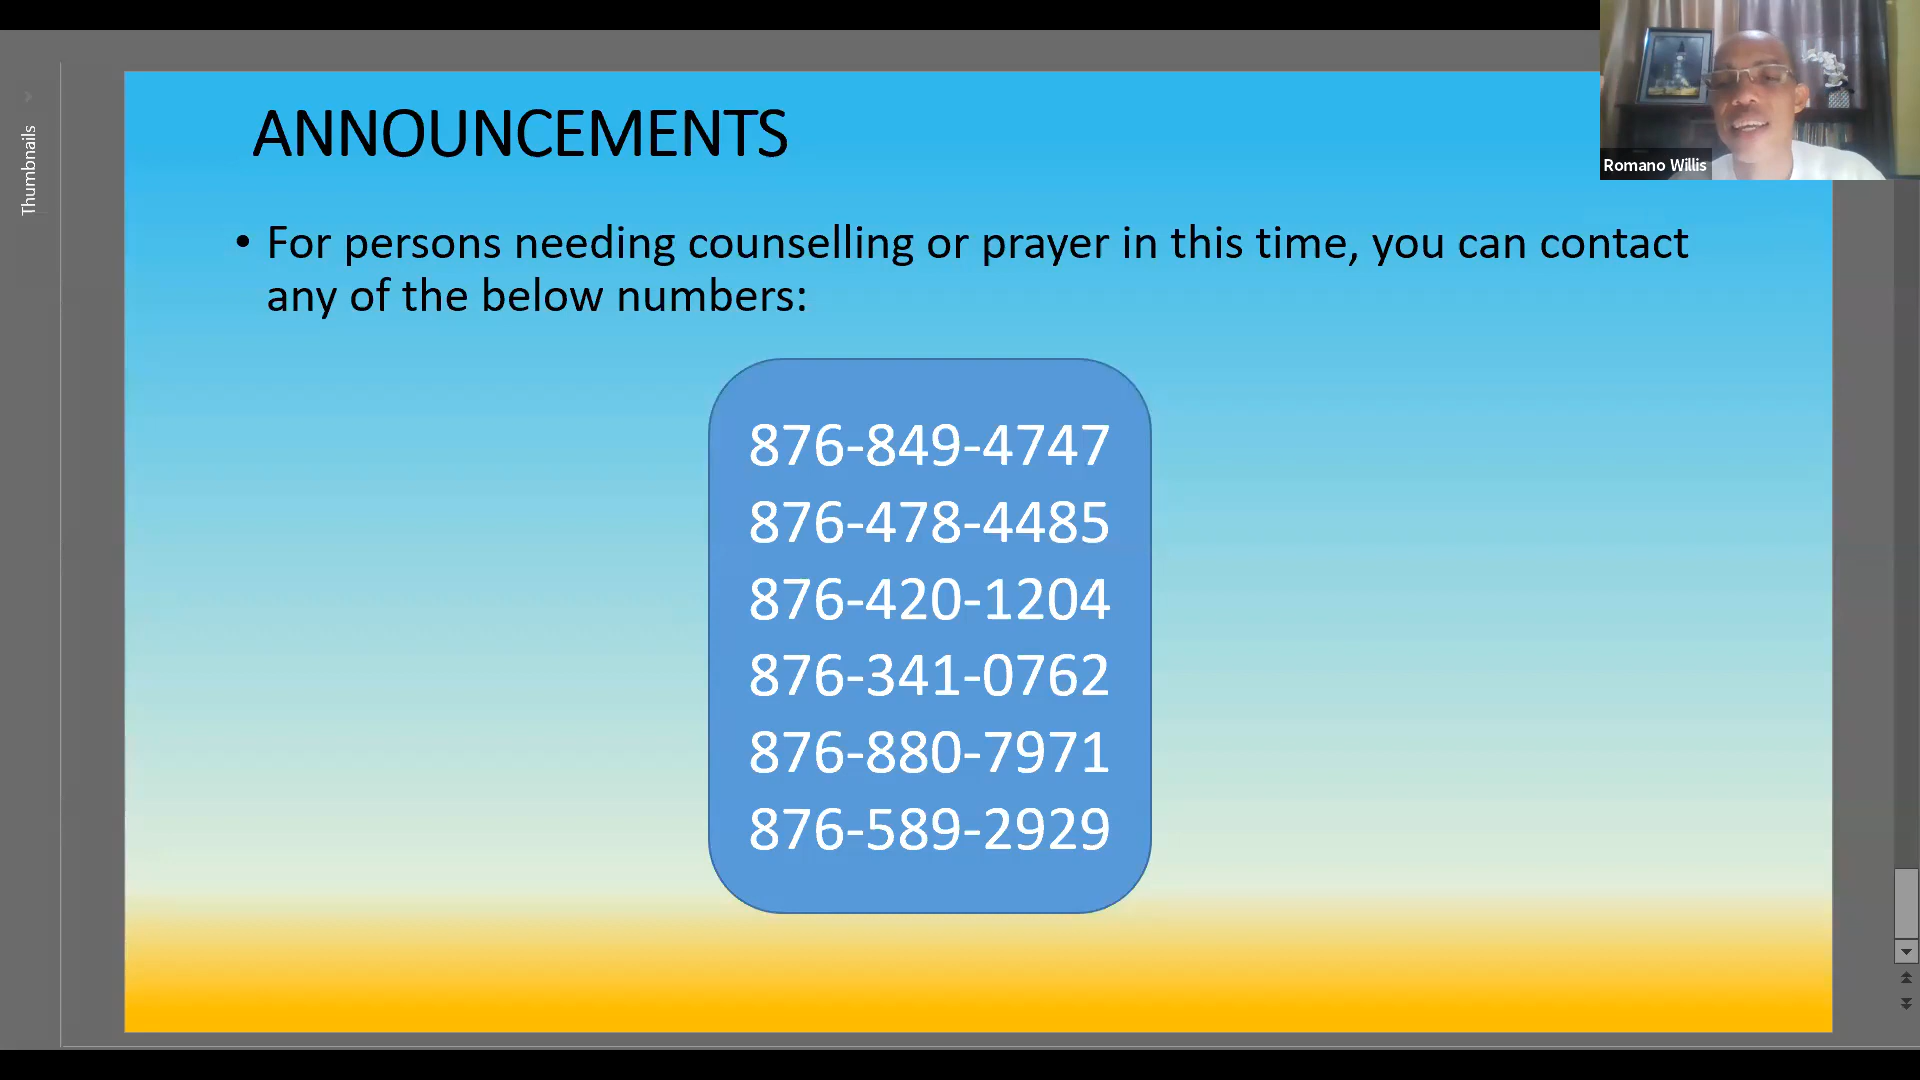 ANNOUNCEMENTS
Romano Willis
Thumbnails
• For persons needing counselling or prayer in this time, you can contact
any of the below numbers:
876-849-4747
876-478-4485
876-420-1204
876-341-0762
876-880-7971
876-589-2929